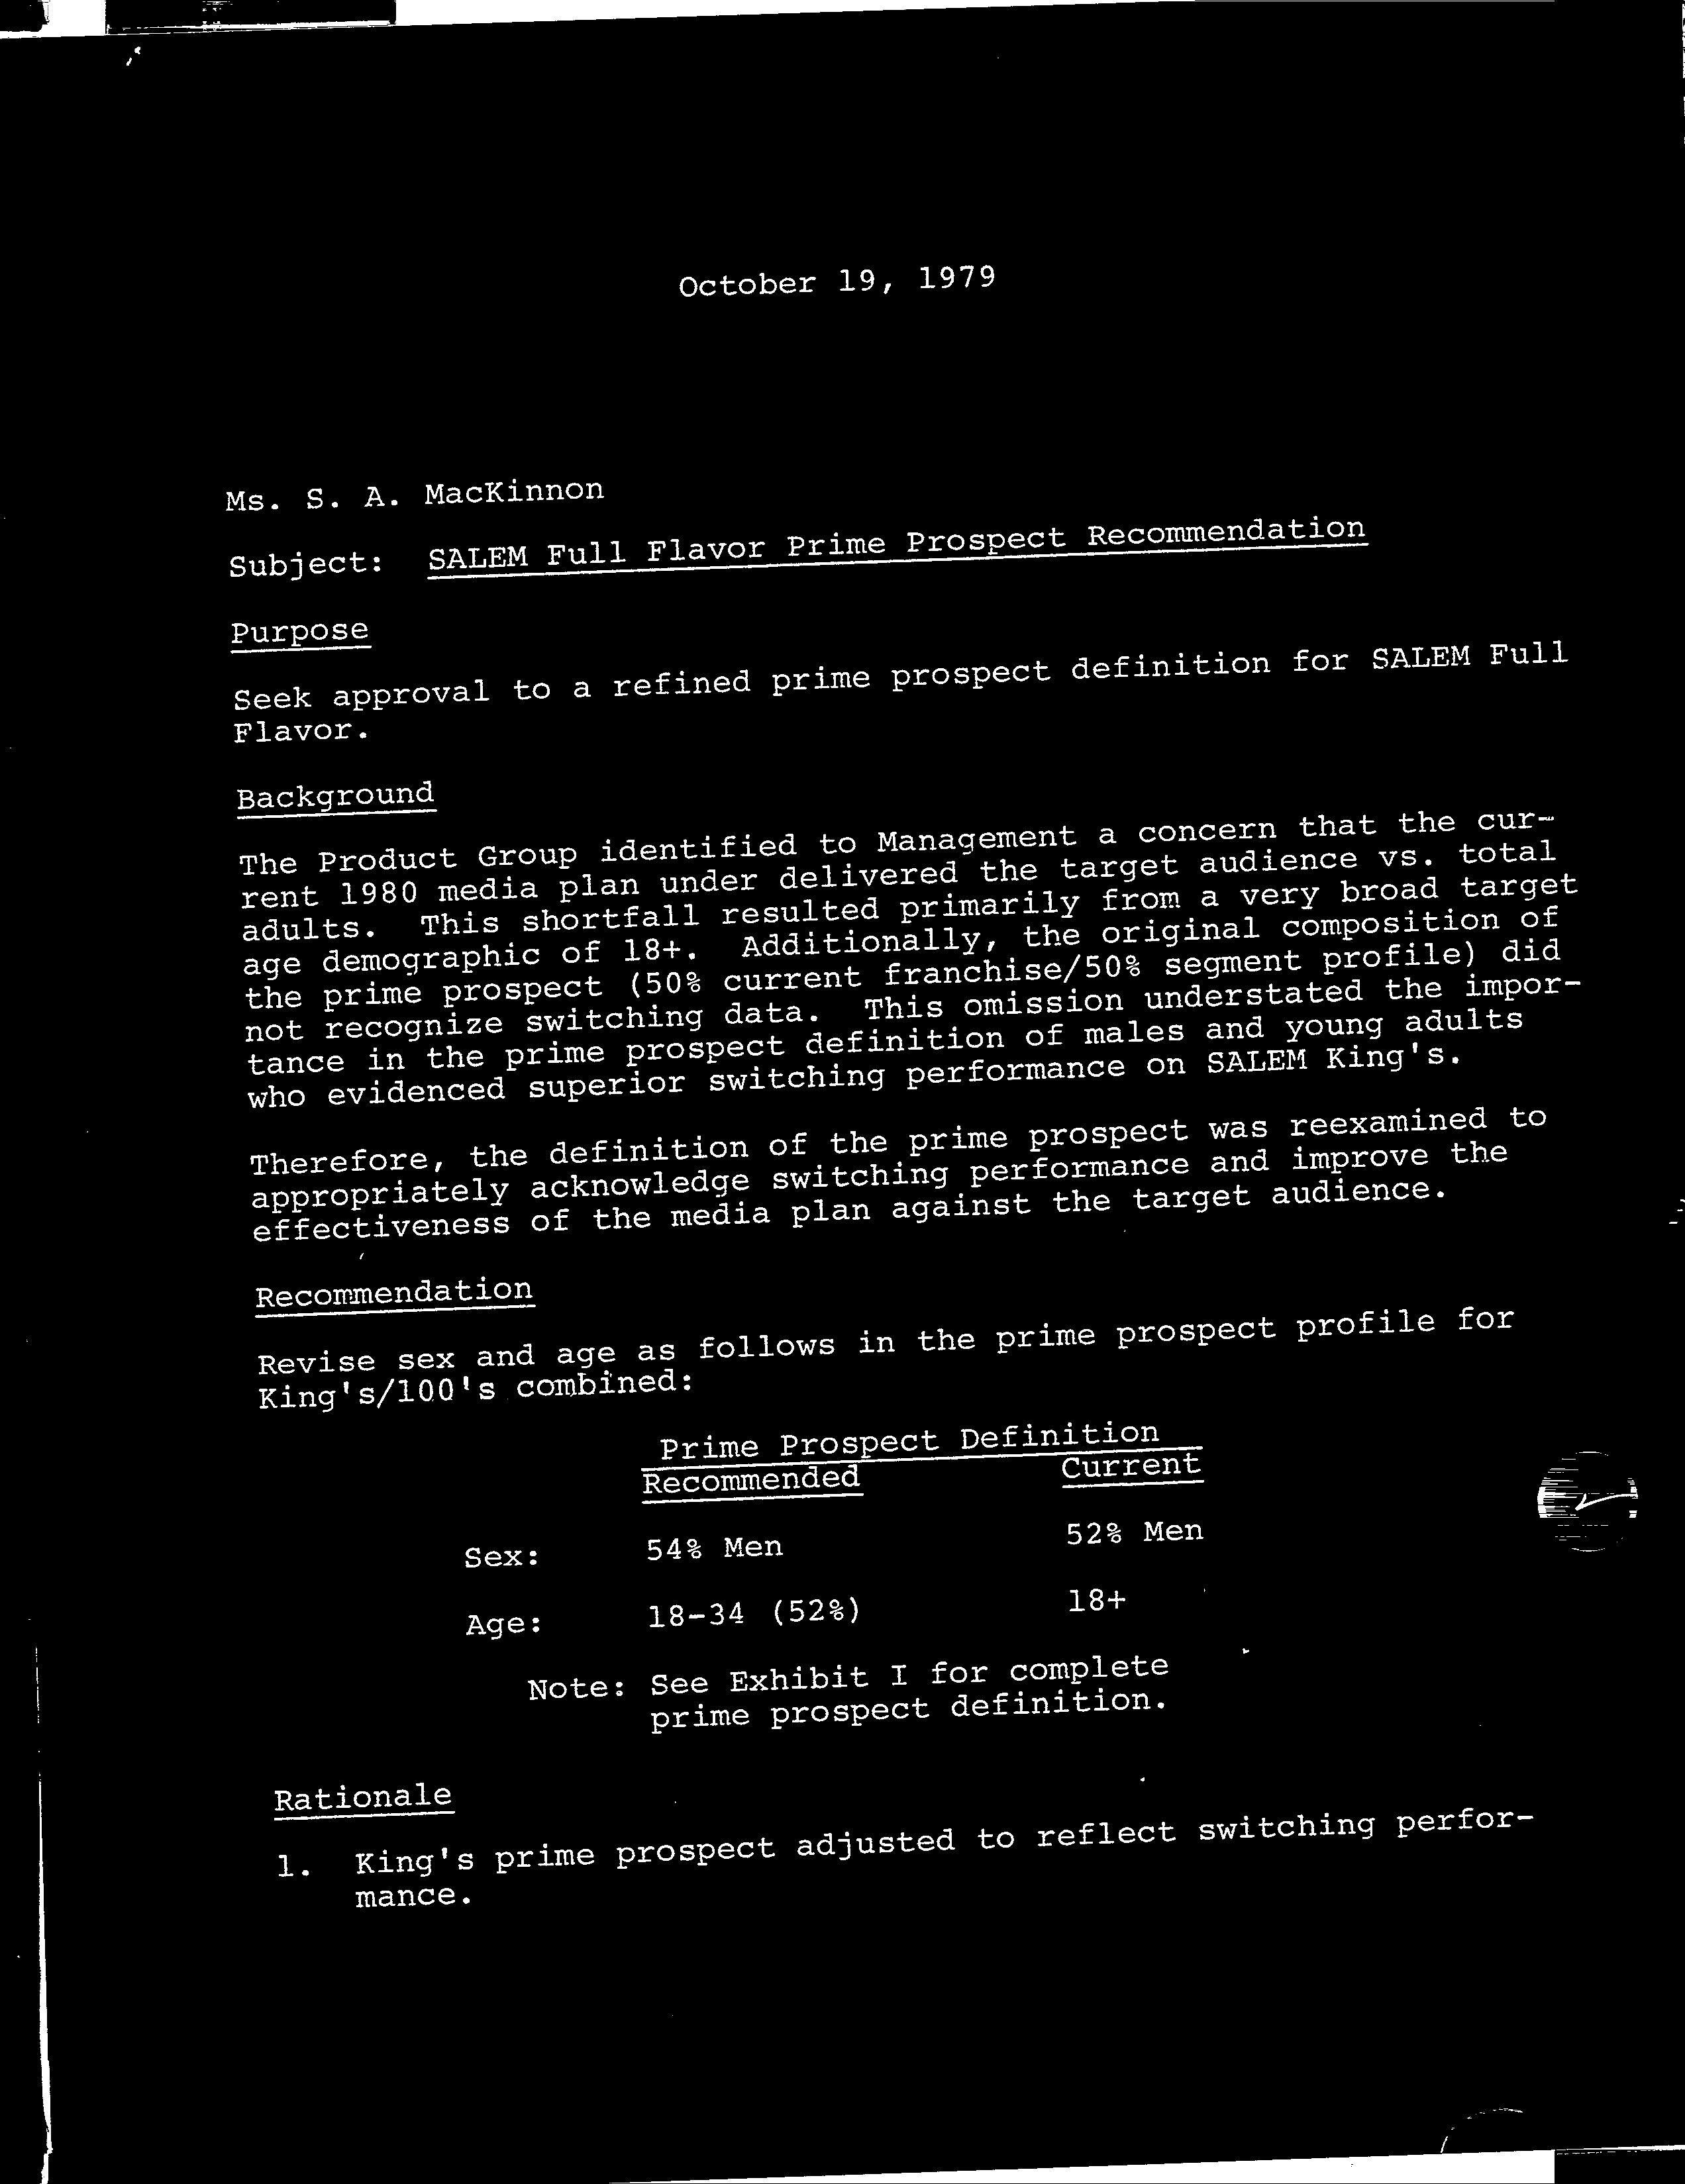 October 19, 1979
Ms. S. A. MacKinnon
Subject: SALEM Full Flavor Prime Prospect Recommendation
Purpose
Seek approval to a refined prime prospect definition for SALEM Full
Flavor.
Background
The Product Group identified to Management a concern that the cur-
rent 1980 media plan under delivered the target audience vs. total
adults. This shortfall resulted primarily from a very broad target
age demographic of 18+. Additionally, the original composition of
the prime prospect (50% current franchise/50% segment profile) did
not recognize switching data. This omission understated the impor-
tance in the prime prospect definition of males and young adults
who evidenced superior switching performance on SALEM King's.
Therefore, the definition of the prime prospect was reexamined to
appropriately acknowledge switching performance and improve the
effectiveness of the media plan against the target audience.
Recommendation
Revise sex and age as follows in the prime prospect profile for
King's/100's combined:
Prime Prospect Definition
Recommended Current
Sex: 54% Men 52% Men
Age: 18-34 (52%) 18+
Note: See Exhibit I for complete
prime prospect definition.
Rationale
1. King's prime prospect adjusted to reflect switching perfor-
mance.